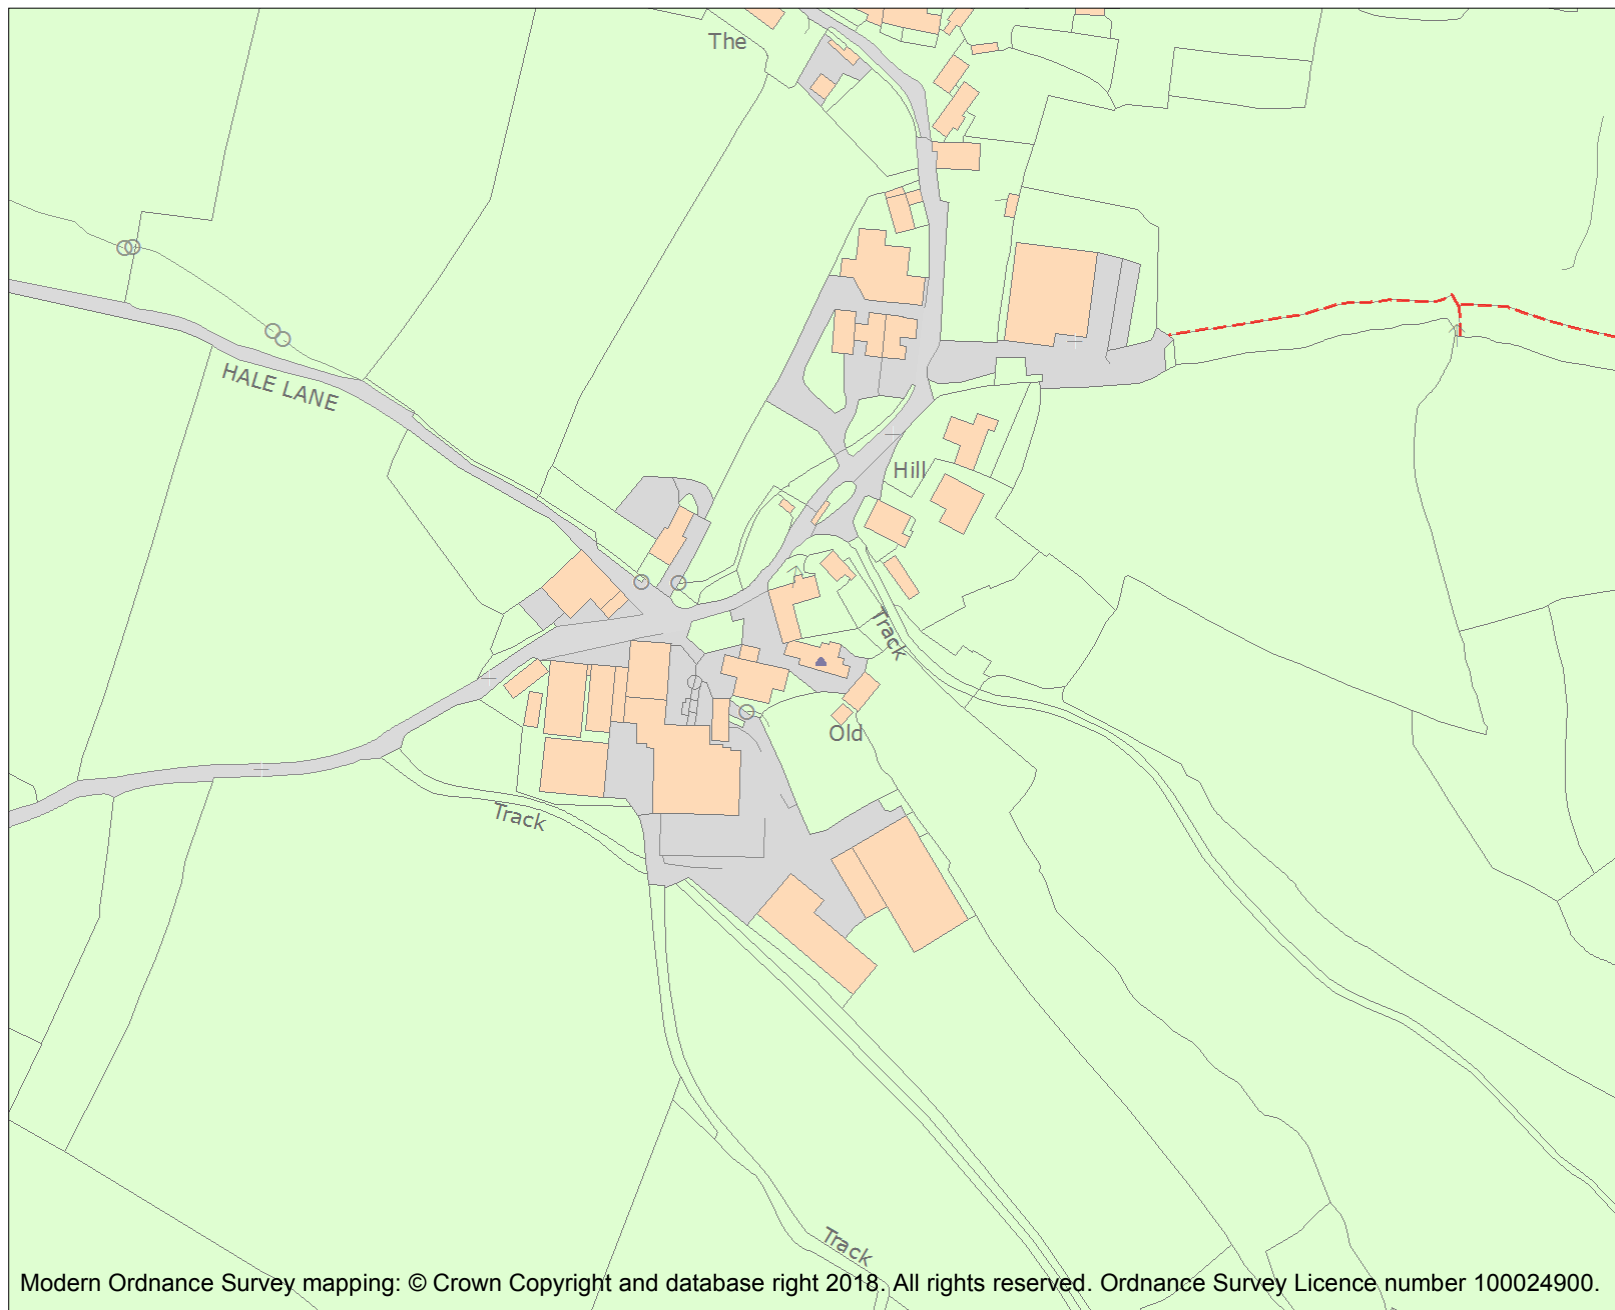 The
HALE LANE
Hill
Track
Old
Track
Track
Modern Ordnance Survey mapping: © Crown Copyright and database right 2018. All rights reserved. Ordnance Survey Licence number 100024900.